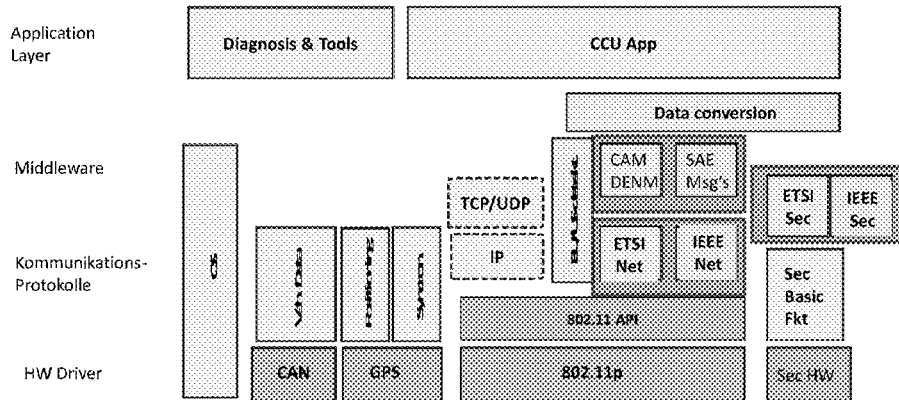 Application
Layer
Diagnosis & Tools
CCU App
Data conversion
Middleware
CAM
DENM
SAE
Msg's
TCP/UDP
ETSI
Sec
IEEE
Sec
OS
Kommunikations-
Protokolle
IP
ETSI
Net
IEEE
Net
Sec
Basic
Fkt
802.11 API
HW Driver
CAN
GPS
802.11p
Sec HW